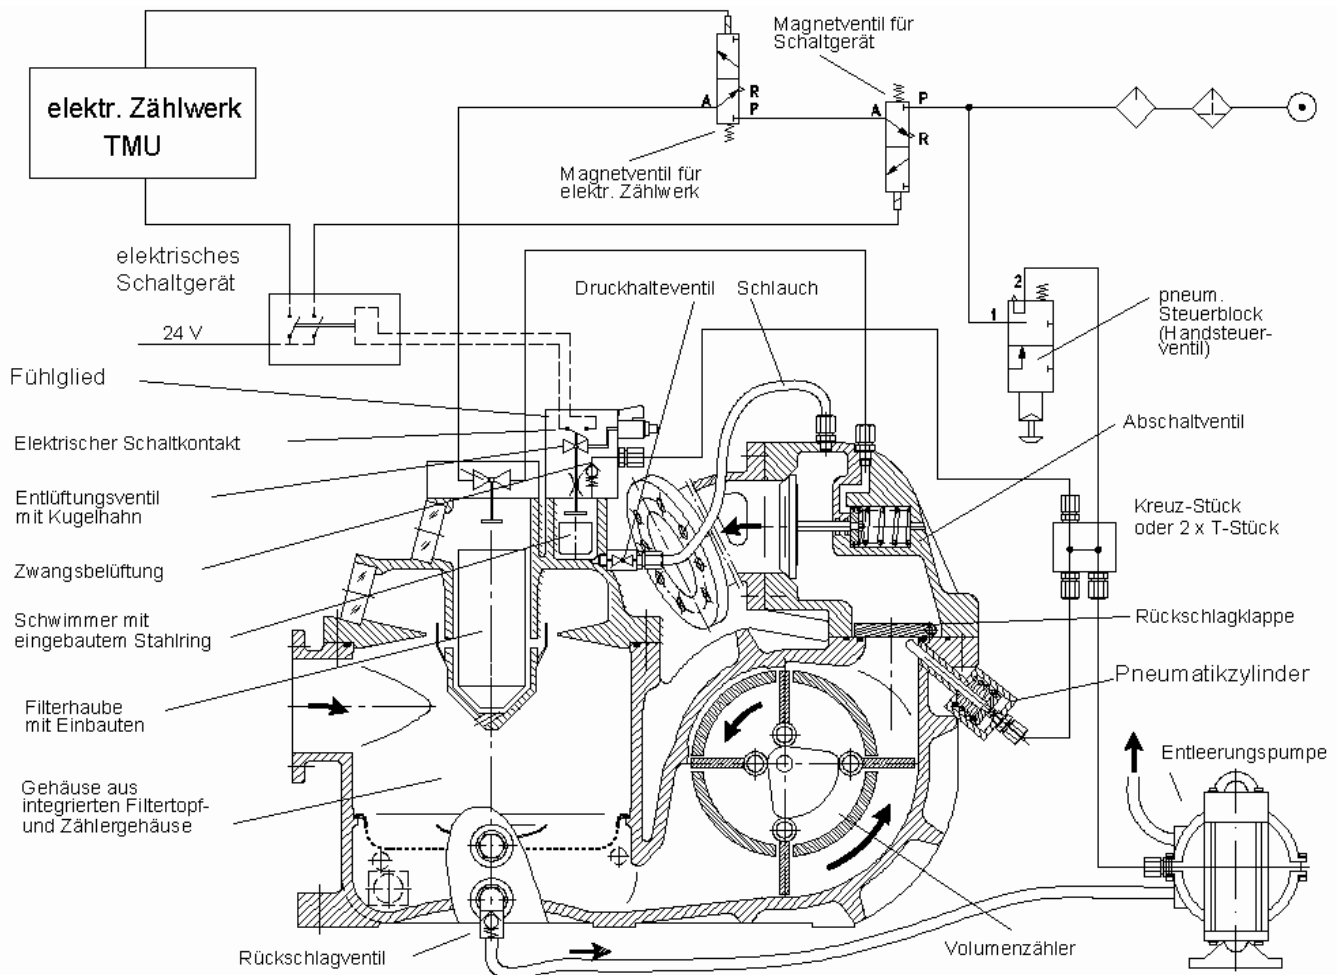 Magnetventil für
Schaltgerät
elektr. Zählwerk
TMU
A
R
P
A
P
R
Magnetventil für
elektr. Zählwerk
elektrisches
Schaltgerät
24 V
Druckhalteventil
Schlauch
2
1
pneum.
Steuerblock
(Handsteuer-
ventil)
Fühlglied
Elektrischer Schaltkontakt
Abschaltventil
Entlüftungsventil
mit Kugelhahn
Kreuz-Stück
oder 2 x T-Stück
Zwangsbelüftung
Schwimmer mit
eingebautem Stahlring
Rückschlagklappe
Pneumatikzylinder
Filterhaube
mit Einbauten
Entleerungspumpe
Gehäuse aus
integrierten Filtertopf-
und Zählergehäuse
Rückschlagventil
Volumenzähler